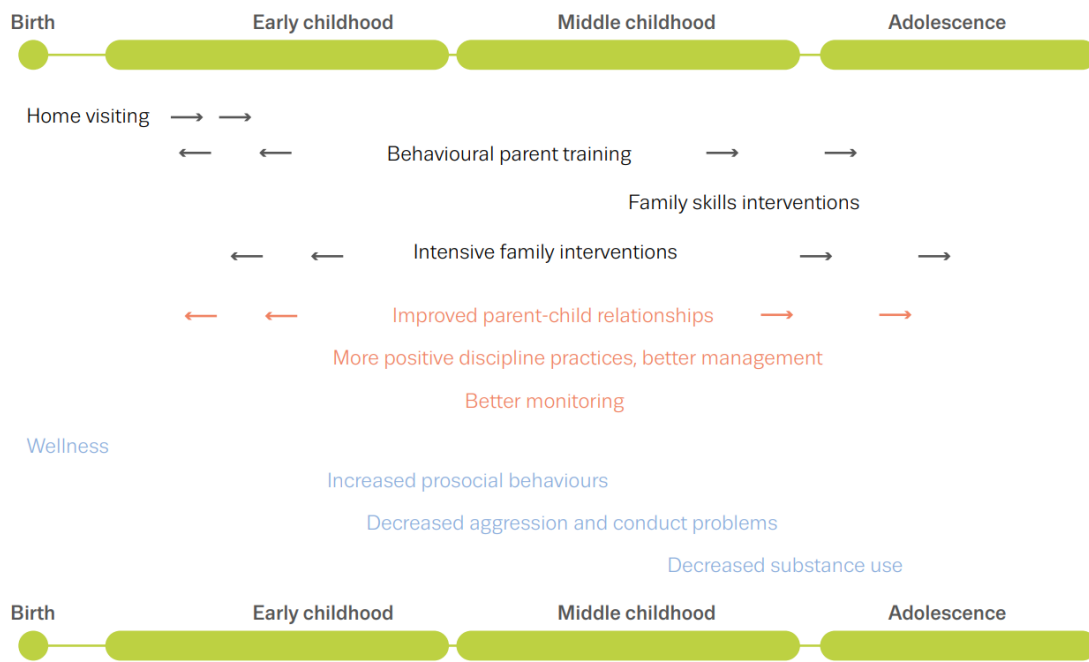 Birth Early childhood Middle childhood Adolescence
Home visiting → →
← ← Behavioural parent training → →
Family skills interventions
← ← Intensive family interventions → →
← ← Improved parent-child relationships → →
More positive discipline practices, better management
Better monitoring
Wellness
Increased prosocial behaviours
Decreased aggression and conduct problems
Decreased substance use
Birth Early childhood Middle childhood Adolescence